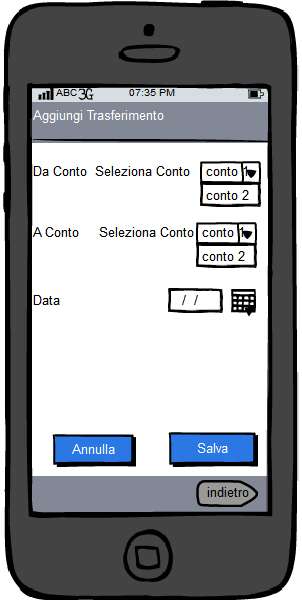 ABC 3G 07:35 PM
Aggiungi Trasferimento
Da Conto Seleziona Conto conto 1
conto 2
A Conto Seleziona Conto conto 1
conto 2
Data / /
Annulla Salva
indietro